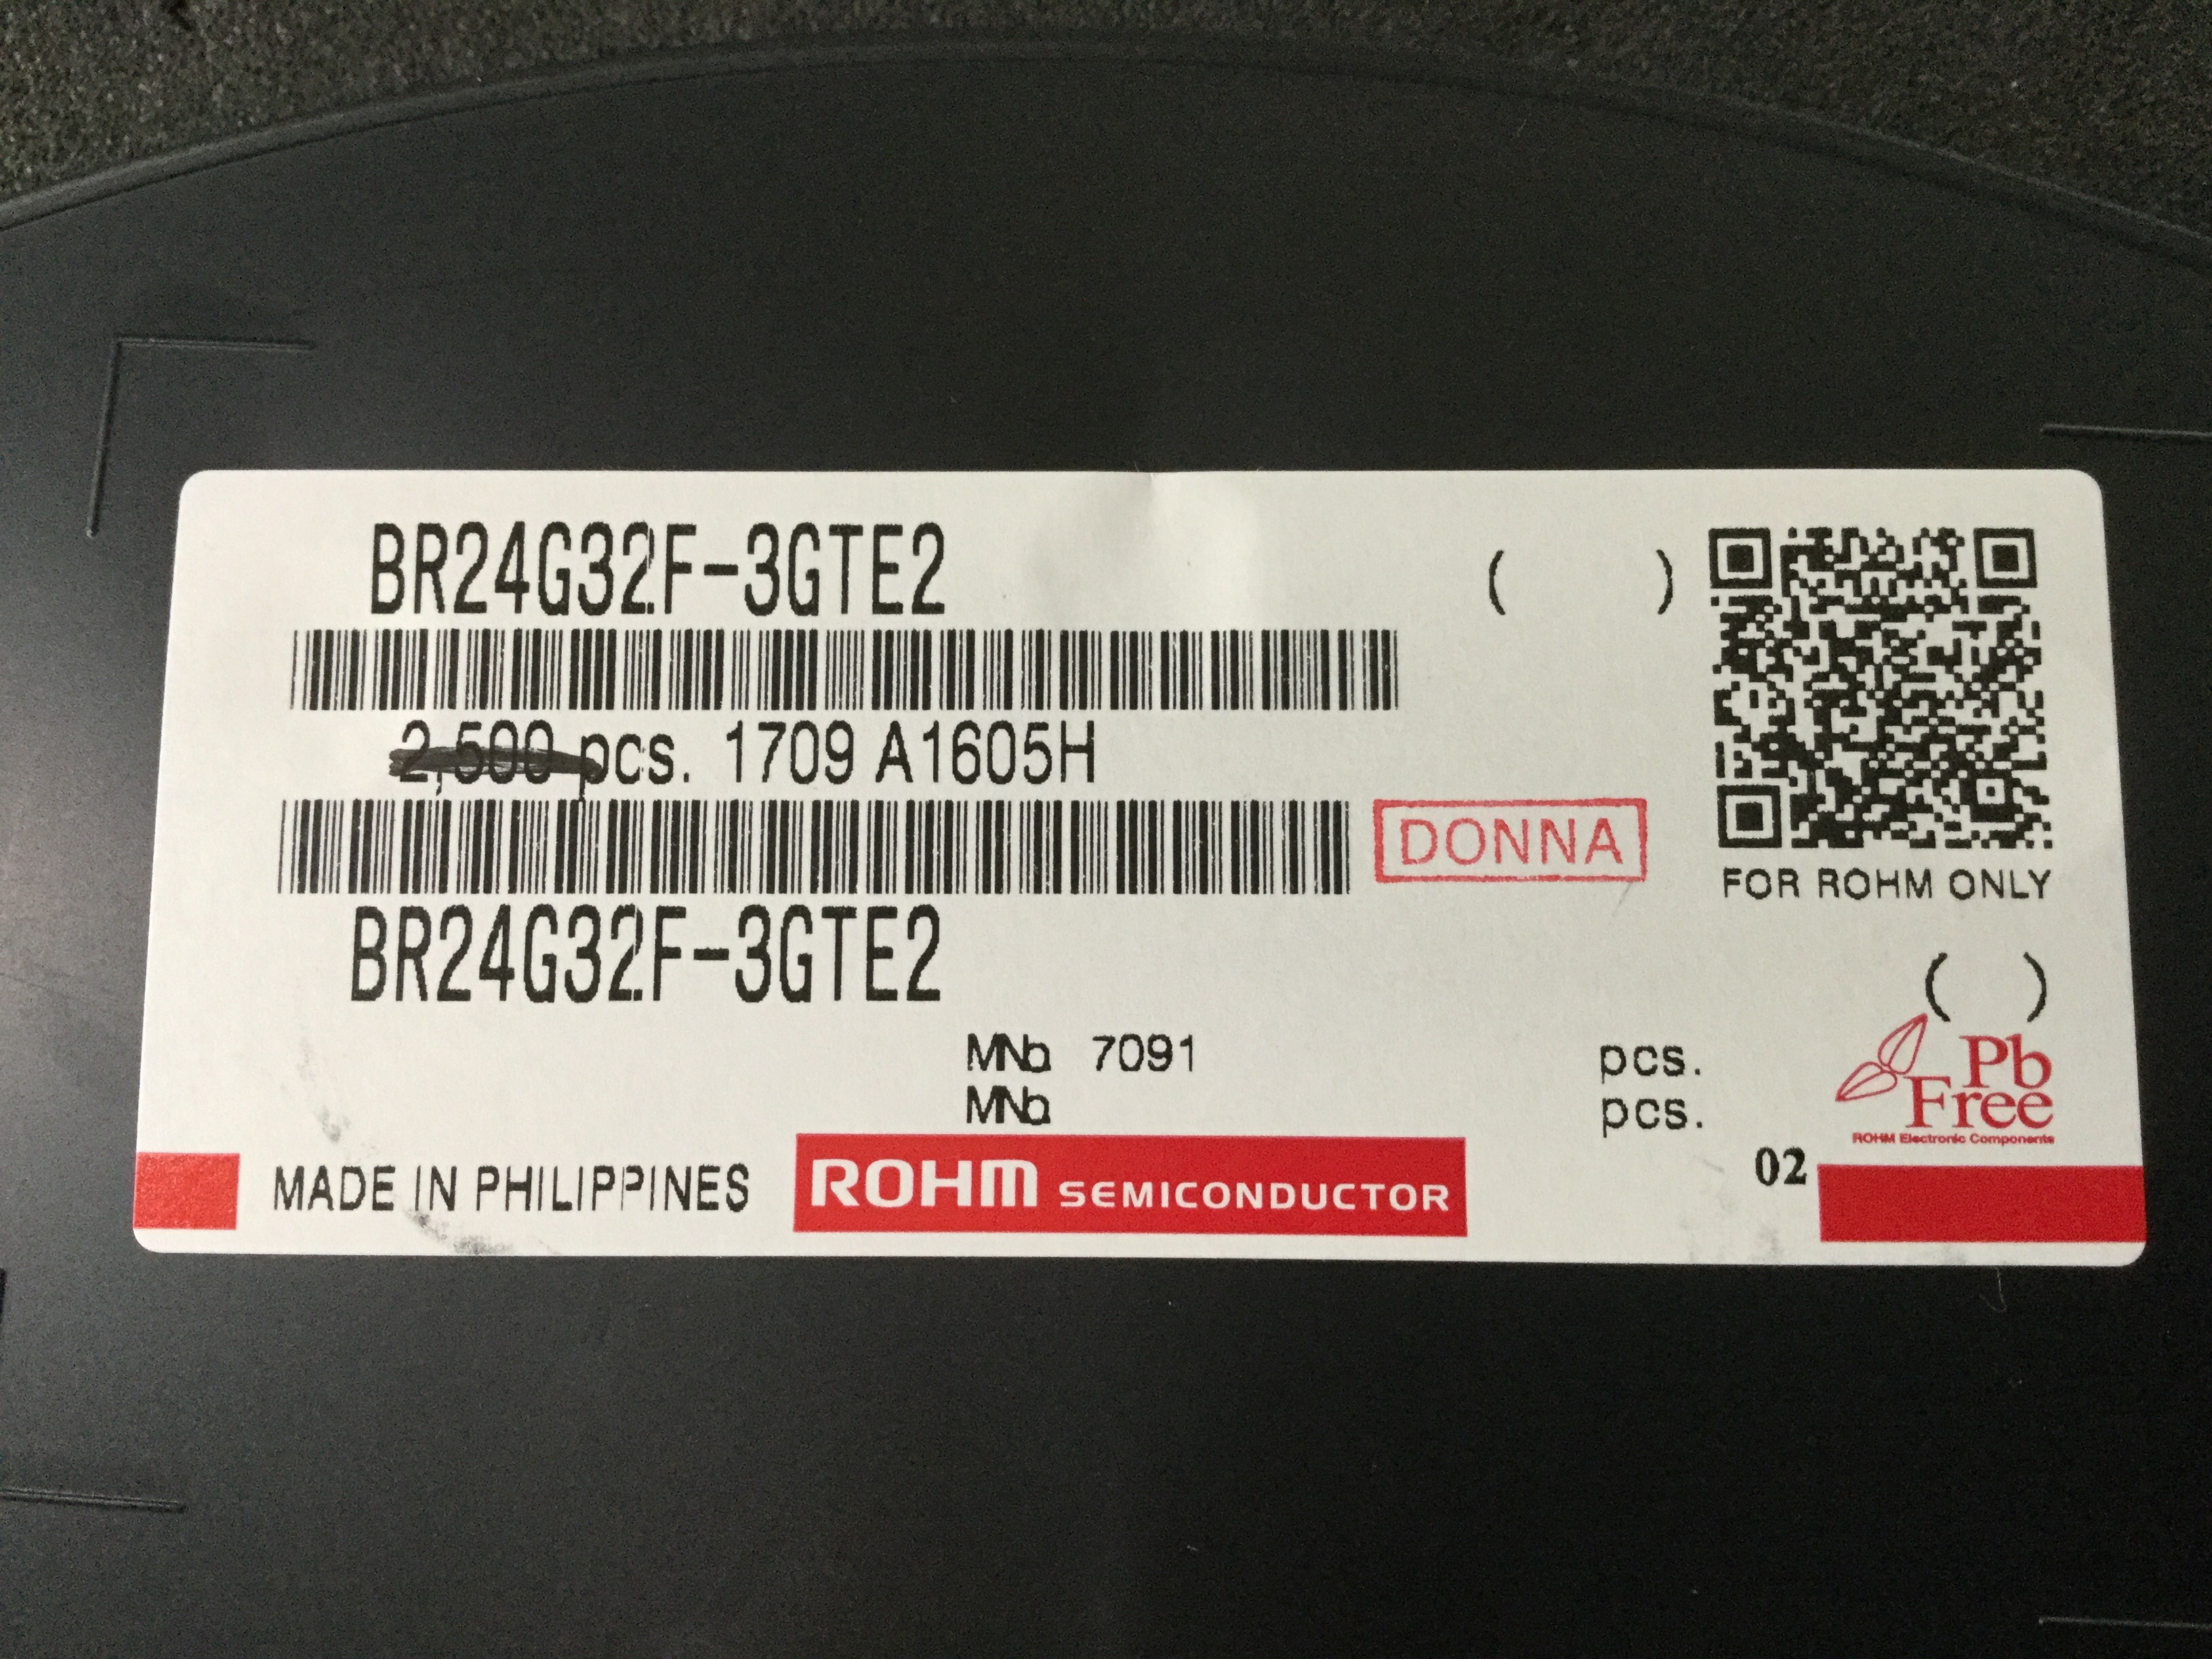 BR24G32F-3GTE2
( )
2,500 pcs. 1709 A1605H
DONNA
FOR ROHM ONLY
BR24G32F-3GTE2
( )
MNo. 7091 pcs.
MNo. pcs.
Pb
Free
ROHM Electronic Components
02
MADE IN PHILIPPINES
ROHM SEMICONDUCTOR